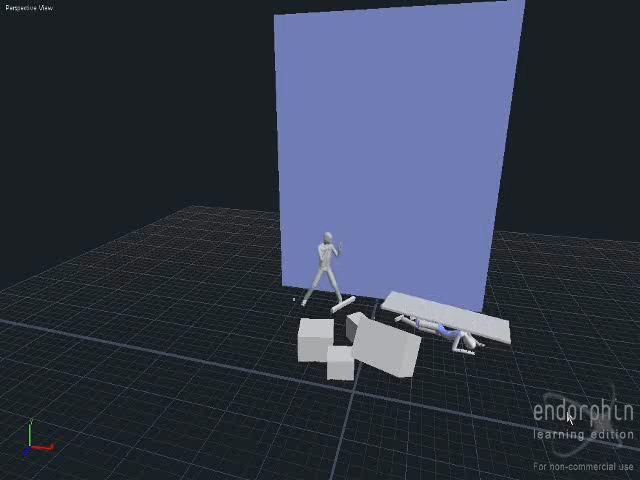 Perspective View
endorphin
learning edition
For non-commercial use